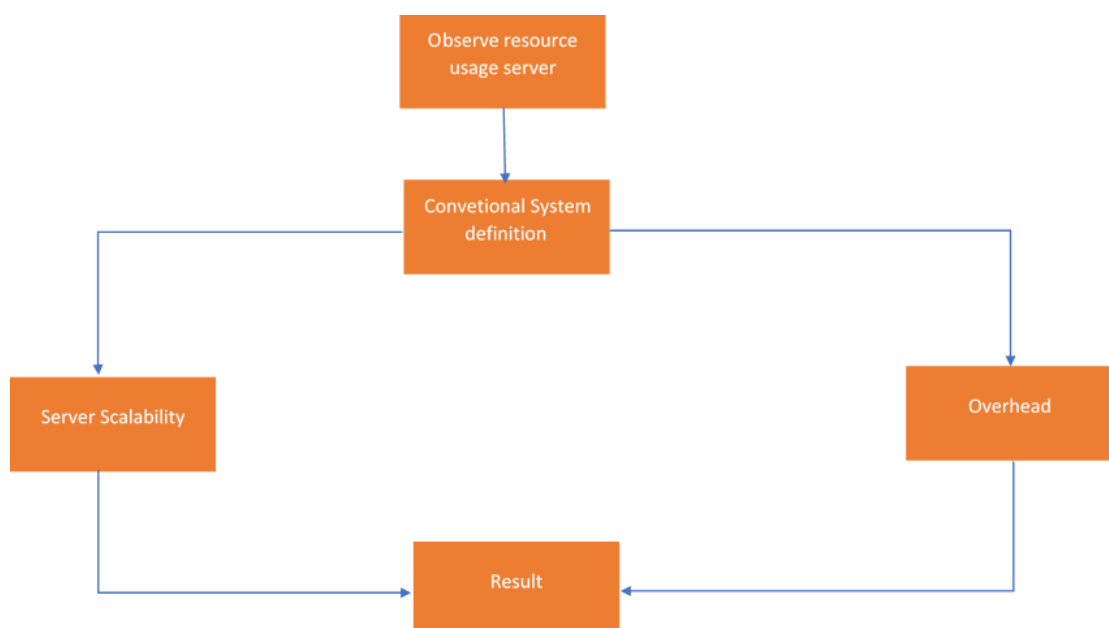 Observe resource
usage server
Convetional System
definition
Server Scalability
Overhead
Result